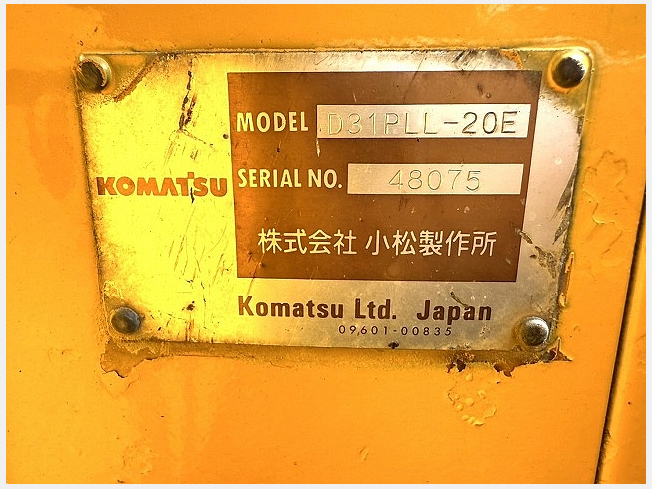 MODEL D31PLL-20E
KOMATSU
SERIAL NO. 48075
株式会社 小松製作所
Komatsu Ltd. Japan
09601-00835